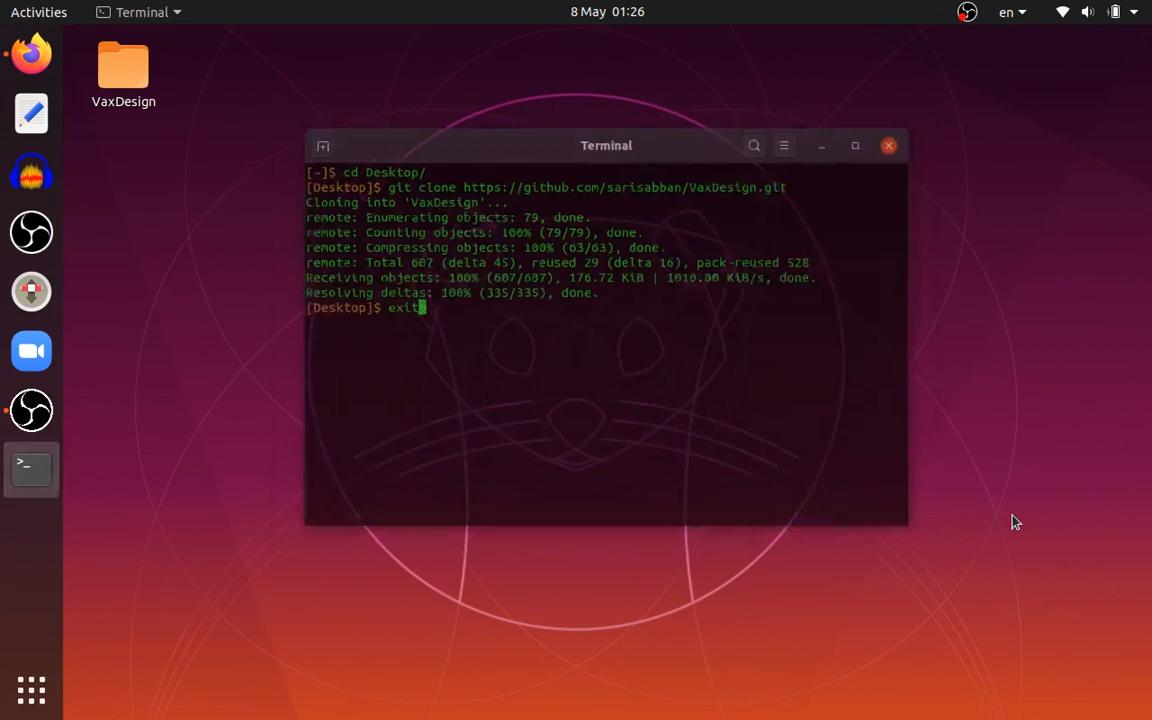 Activities
Terminal
8 May 01:26
en
VaxDesign
Terminal
[~]$ cd Desktop/
[Desktop]$ git clone https://github.com/sarisabban/VaxDesign.git
Cloning into 'VaxDesign'...
remote: Enumerating objects: 79, done.
remote: Counting objects: 100% (79/79), done.
remote: Compressing objects: 100% (63/63), done.
remote: Total 607 (delta 45), reused 29 (delta 16), pack-reused 528
Receiving objects: 100% (607/607), 176.72 KiB | 1010.00 KiB/s, done.
Resolving deltas: 100% (335/335), done.
[Desktop]$ exit
>_